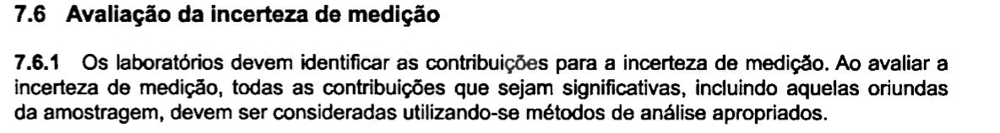 7.6 Avaliação da incerteza de medição
7.6.1 Os laboratórios devem identificar as contribuições para a incerteza de medição. Ao avaliar a
incerteza de medição, todas as contribuições que sejam significativas, incluindo aquelas oriundas
da amostragem, devem ser consideradas utilizando-se métodos de análise apropriados.